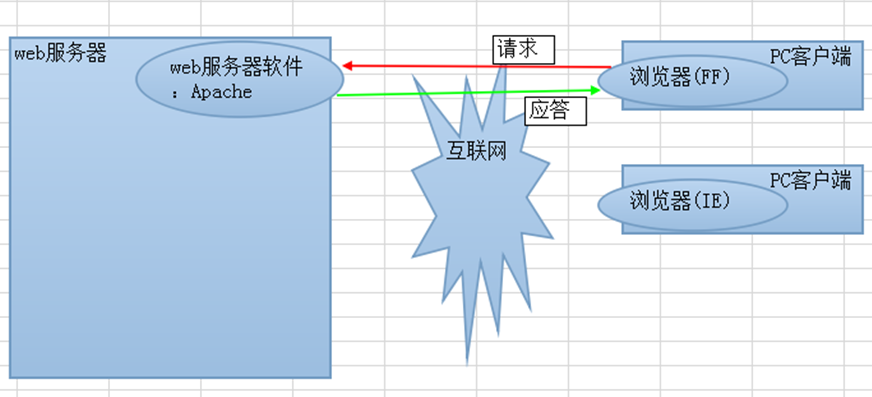 web服务器
web服务器软件
：Apache
请求
应答
互联网
PC客户端
浏览器(FF)
PC客户端
浏览器(IE)